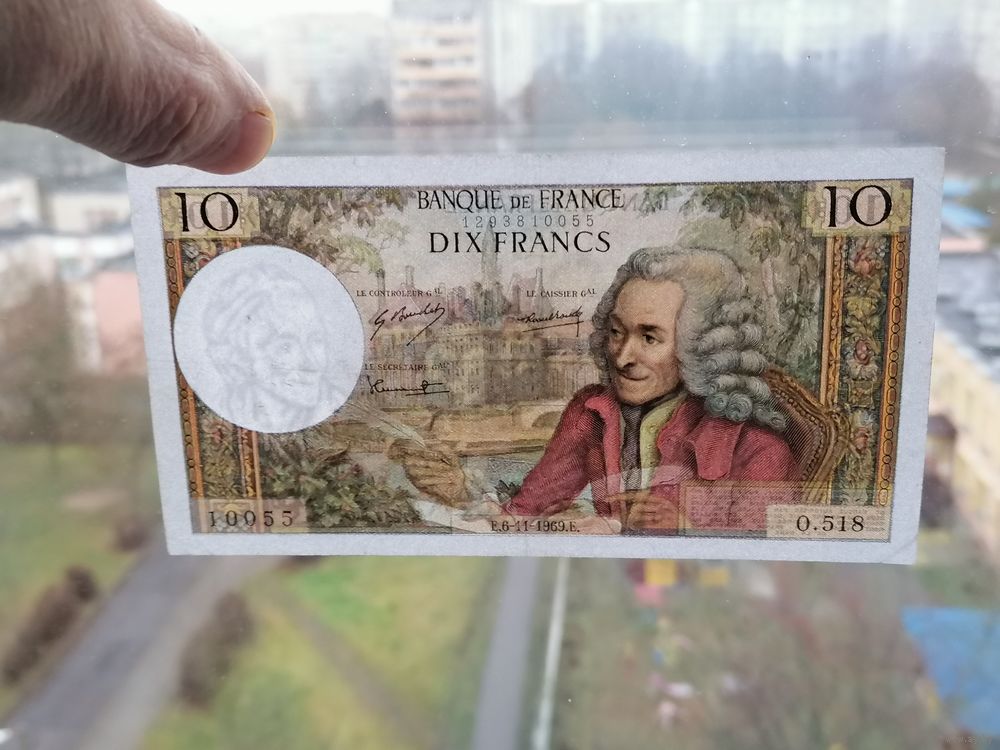 10
BANQUE DE FRANCE
10
1293810055
DIX FRANCS
LE CONTROLEUR GAL
LE CAISSIER GAL
LE SECRÉTAIRE GAL
10055
E.6-11-1969.E.
O.518